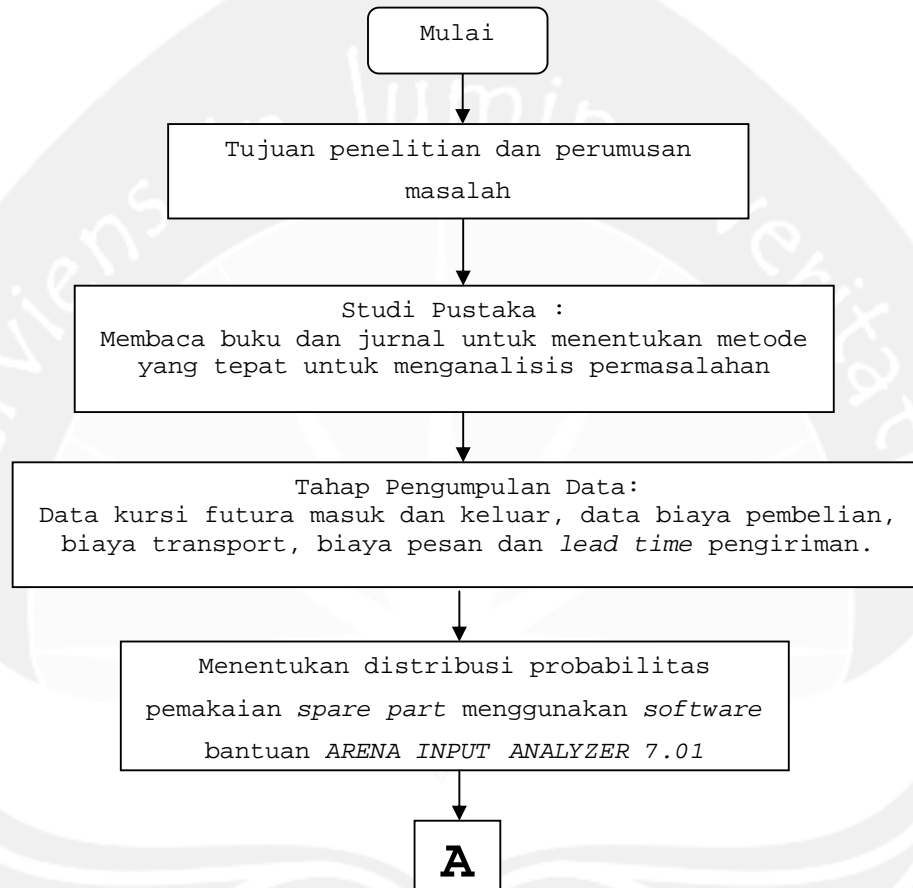 Mulai
Tujuan penelitian dan perumusan
masalah
Studi Pustaka :
Membaca buku dan jurnal untuk menentukan metode
yang tepat untuk menganalisis permasalahan
Tahap Pengumpulan Data:
Data kursi futura masuk dan keluar, data biaya pembelian,
biaya transport, biaya pesan dan lead time pengiriman.
Menentukan distribusi probabilitas
pemakaian spare part menggunakan software
bantuan ARENA INPUT ANALYZER 7.01
A